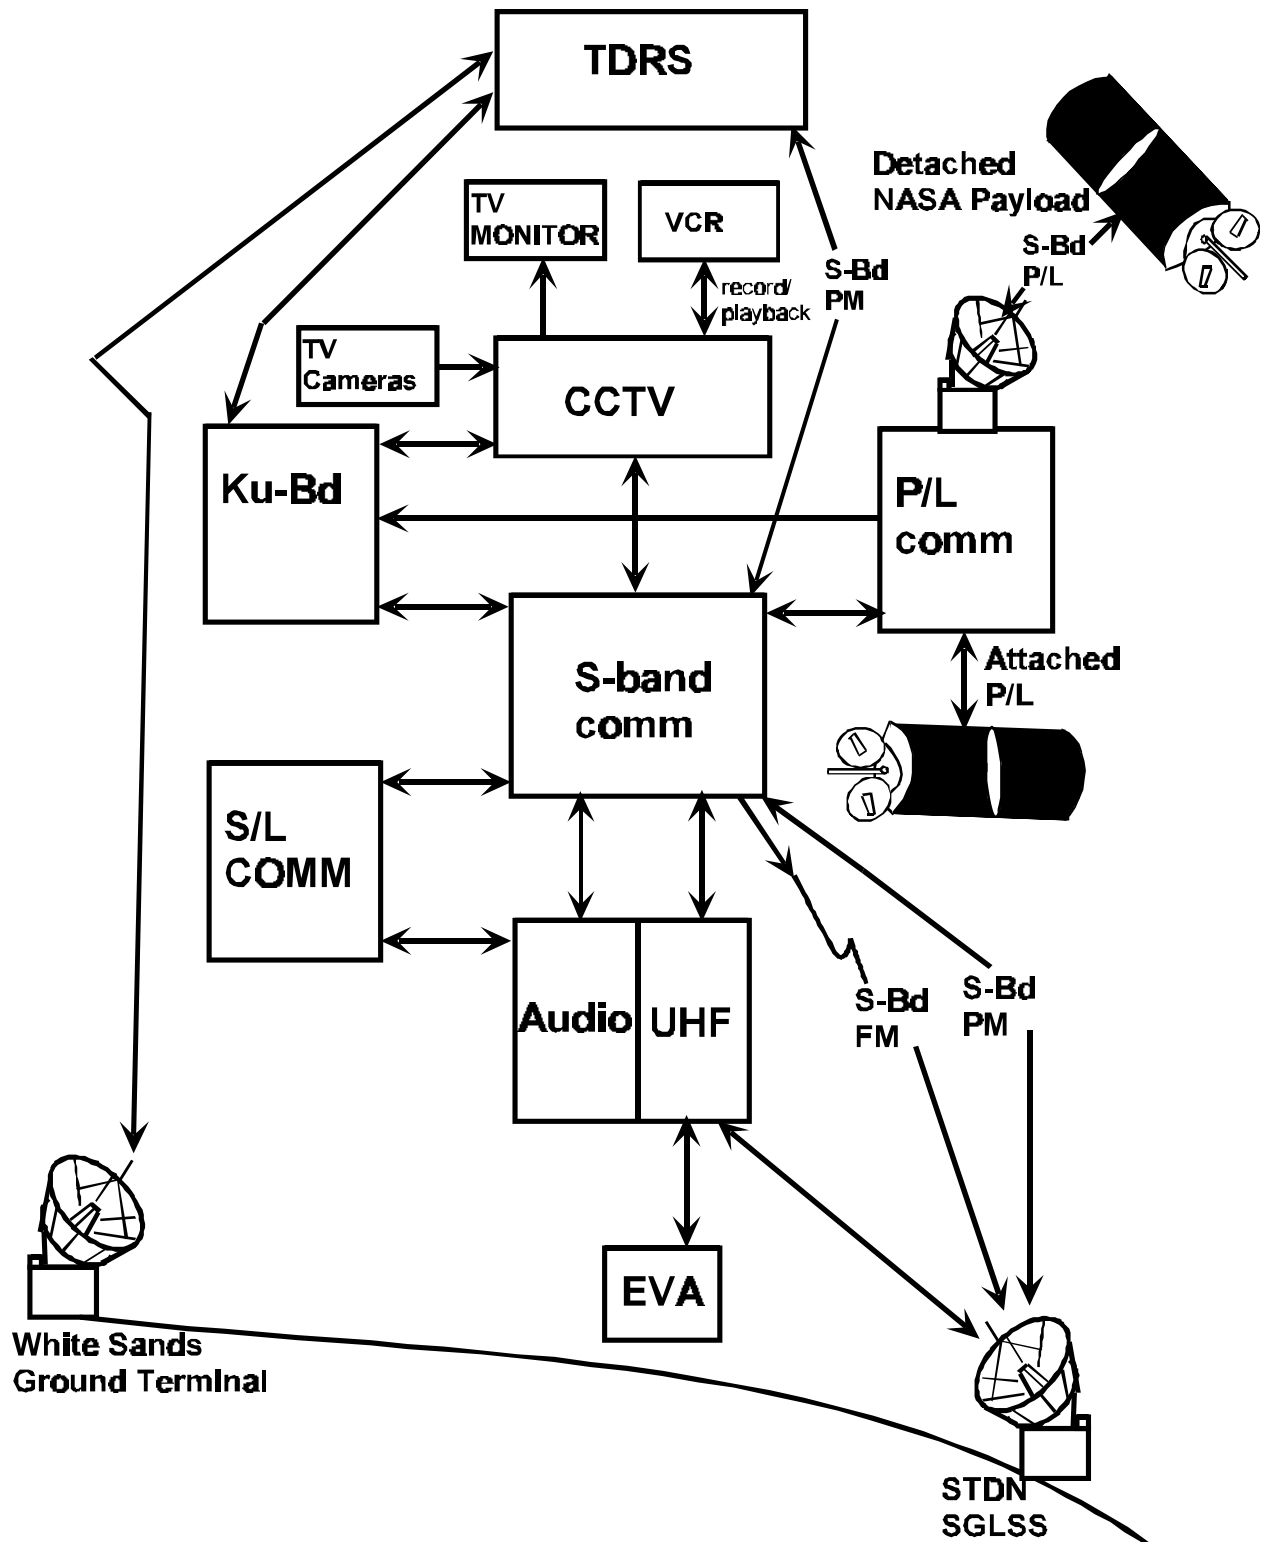 TDRS
Detached
NASA Payload
TV
MONITOR
VCR
S-Bd
P/L
S-Bd
PM
record/
playback
TV
Cameras
CCTV
Ku-Bd
P/L
comm
S-band
comm
Attached
P/L
S/L
COMM
Audio
UHF
S-Bd
FM
S-Bd
PM
EVA
White Sands
Ground Terminal
STDN
SGLSS